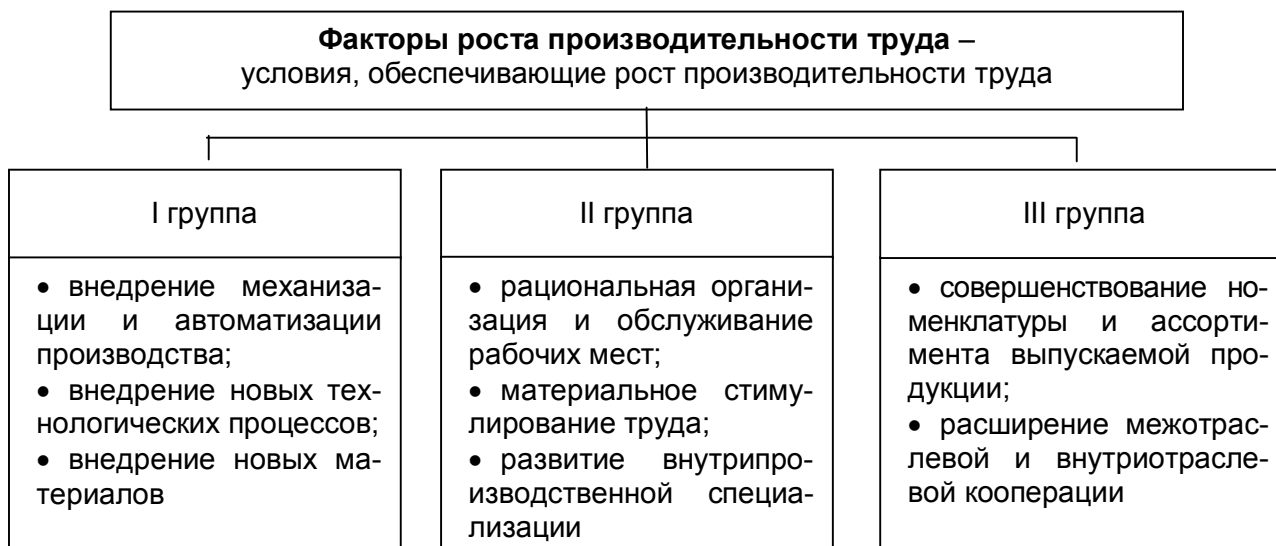 Факторы роста производительности труда –
условия, обеспечивающие рост производительности труда
I группа
• внедрение механиза-
ции и автоматизации
производства;
• внедрение новых тех-
нологических процессов;
• внедрение новых ма-
териалов
II группа
• рациональная органи-
зация и обслуживание
рабочих мест;
• материальное стиму-
лирование труда;
• развитие внутрипро-
изводственной специа-
лизации
III группа
• совершенствование но-
менклатуры и ассорти-
мента выпускаемой про-
дукции;
• расширение межотрас-
левой и внутриотрасле-
вой кооперации